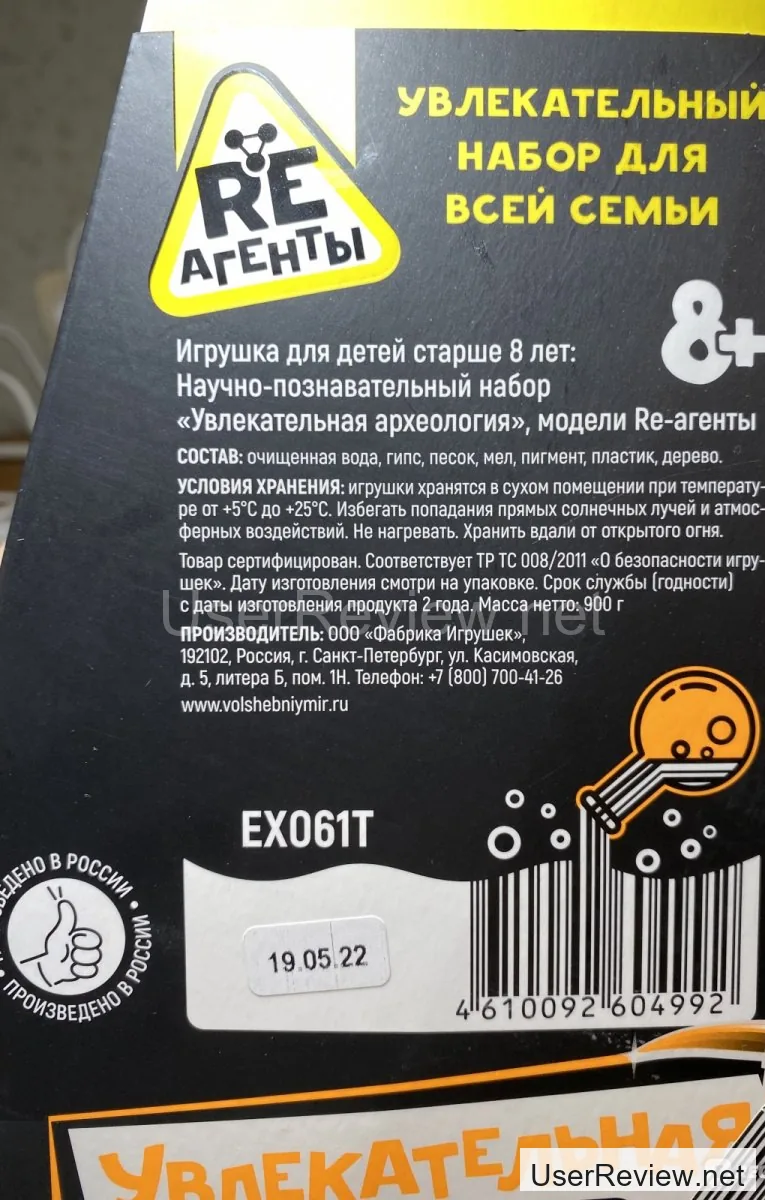 RE
АГЕНТЫ
УВЛЕКАТЕЛЬНЫЙ
НАБОР ДЛЯ
ВСЕЙ СЕМЬИ
8+
Игрушка для детей старше 8 лет:
Научно-познавательный набор
«Увлекательная археология», модели Re-агенты
СОСТАВ: очищенная вода, гипс, песок, мел, пигмент, пластик, дерево.
УСЛОВИЯ ХРАНЕНИЯ: игрушки хранятся в сухом помещении при температу-
ре от +5°С до +25°С. Избегать попадания прямых солнечных лучей и атмос-
ферных воздействий. Не нагревать. Хранить вдали от открытого огня.
Товар сертифицирован. Соответствует ТР ТС 008/2011 «О безопасности игру-
шек». Дату изготовления смотри на упаковке. Срок службы (годности)
с даты изготовления продукта 2 года. Масса нетто: 900 г
UserReview.net
ПРОИЗВОДИТЕЛЬ: ООО «Фабрика Игрушек»,
192102, Россия, г. Санкт-Петербург, ул. Касимовская,
д. 5, литера Б, пом. 1Н. Телефон: +7 (800) 700-41-26
www.volshebniymir.ru
EX061T
ПРОИЗВЕДЕНО В РОССИИ
19.05.22
4 610092 604992
УВЛЕКАТЕЛЬНАЯ
UserReview.net